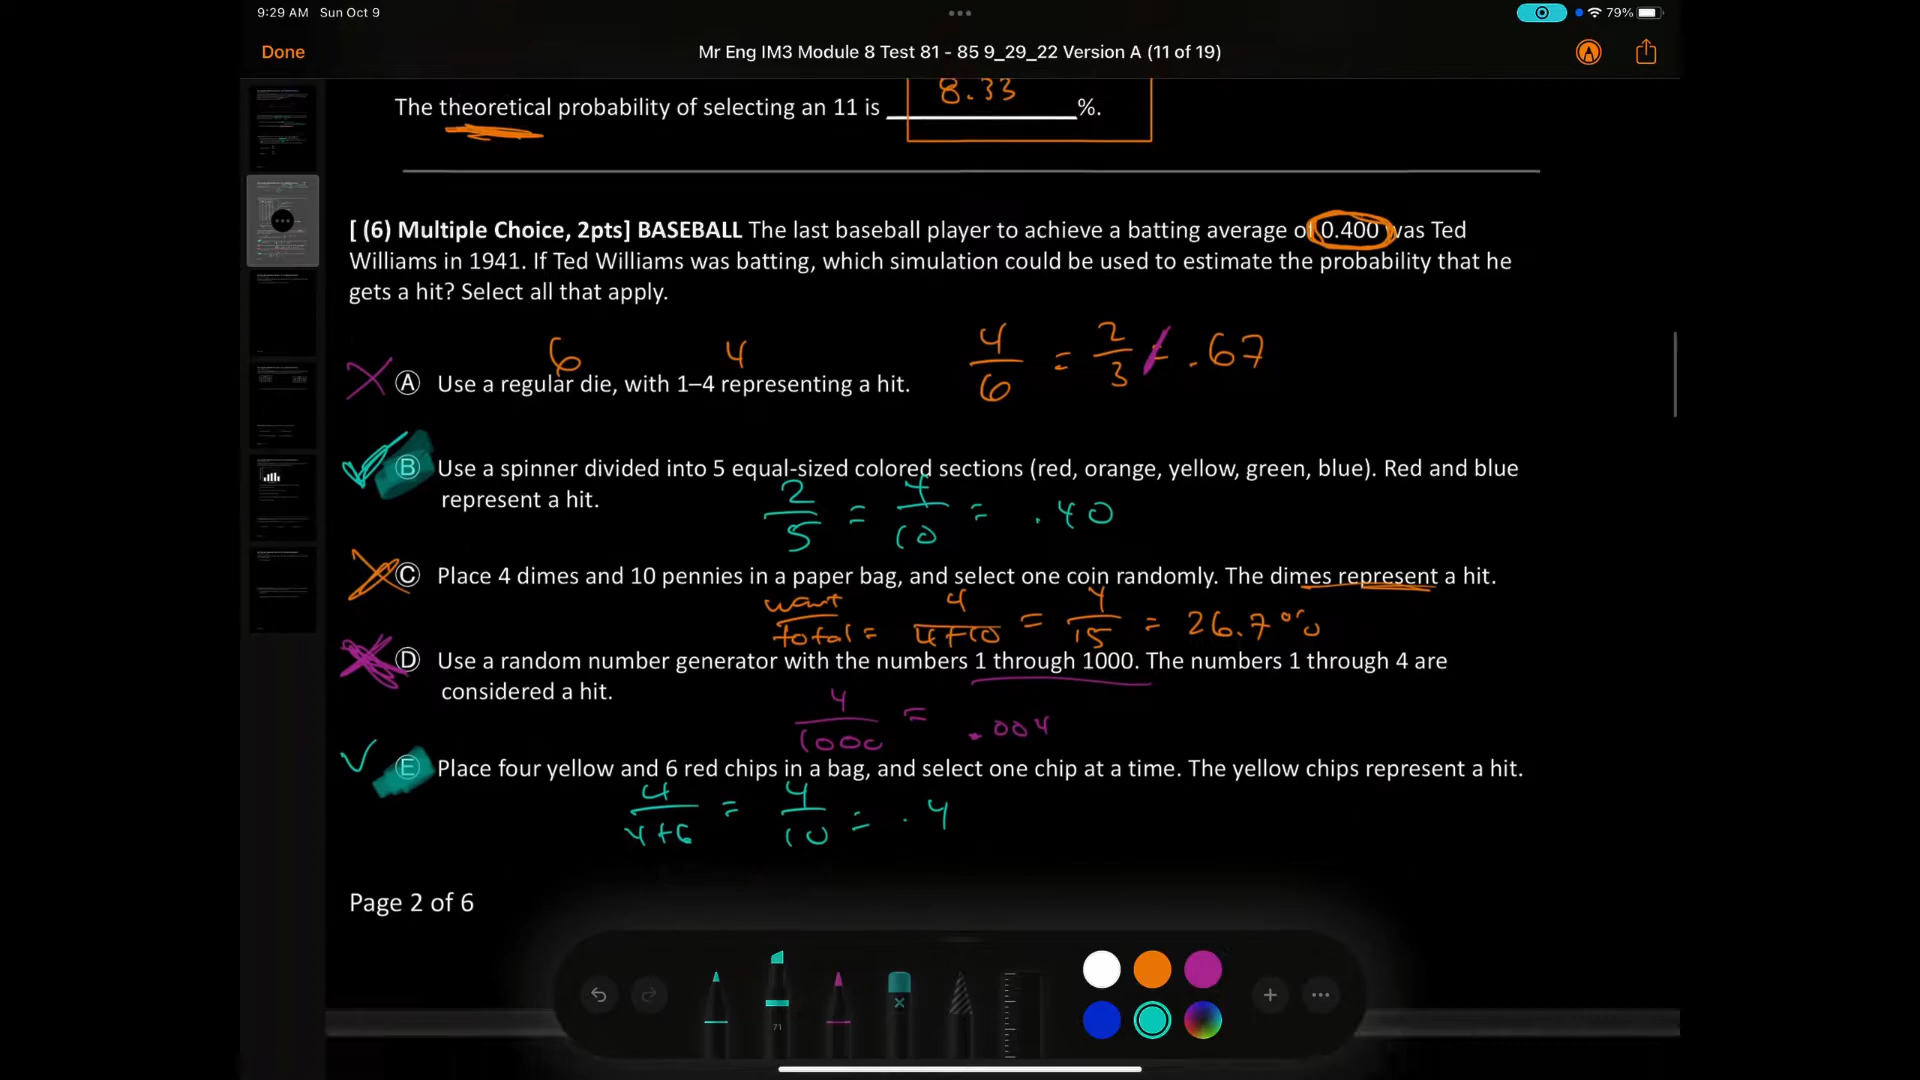 9:29 AM Sun Oct 9
79%
Done
Mr Eng IM3 Module 8 Test 81 - 85 9_29_22 Version A (11 of 19)
8.33
The theoretical probability of selecting an 11 is ____________%.
[ (6) Multiple Choice, 2pts] BASEBALL The last baseball player to achieve a batting average of 0.400 was Ted
Williams in 1941. If Ted Williams was batting, which simulation could be used to estimate the probability that he
gets a hit? Select all that apply.
6 4 4/6 = 2/3 = .67
A Use a regular die, with 1–4 representing a hit.
B Use a spinner divided into 5 equal-sized colored sections (red, orange, yellow, green, blue). Red and blue
represent a hit.
2/5 = 4/10 = .40
C Place 4 dimes and 10 pennies in a paper bag, and select one coin randomly. The dimes represent a hit.
want/total = 4/4+10 = 4/15 = 26.7%
D Use a random number generator with the numbers 1 through 1000. The numbers 1 through 4 are
considered a hit.
4/1000 = .004
E Place four yellow and 6 red chips in a bag, and select one chip at a time. The yellow chips represent a hit.
4/4+6 = 4/10 = .4
Page 2 of 6
71